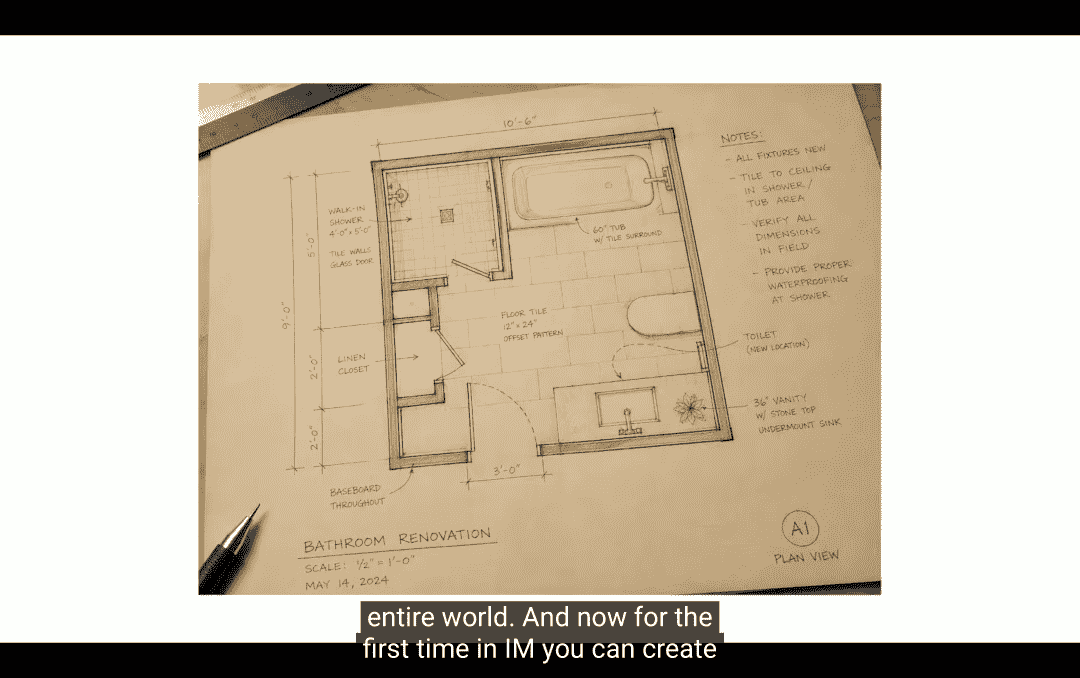 10'-6"
NOTES:
- ALL FIXTURES NEW
- TILE TO CEILING
IN SHOWER /
TUB AREA
- VERIFY ALL
DIMENSIONS
IN FIELD
- PROVIDE PROPER
WATERPROOFING
AT SHOWER
WALK-IN
SHOWER
4'-0" x 5'-0"
TILE WALLS
GLASS DOOR
5'-0"
9'-0"
60" TUB
W/ TILE SURROUND
FLOOR TILE
12" x 24"
OFFSET PATTERN
LINEN
CLOSET
2'-0"
2'-0"
TOILET
(NEW LOCATION)
36" VANITY
W/ STONE TOP
UNDERMOUNT SINK
3'-0"
BASEBOARD
THROUGHOUT
BATHROOM RENOVATION
SCALE: 1/2" = 1'-0"
MAY 14, 2024
A1
PLAN VIEW
entire world. And now for the
first time in IM you can create